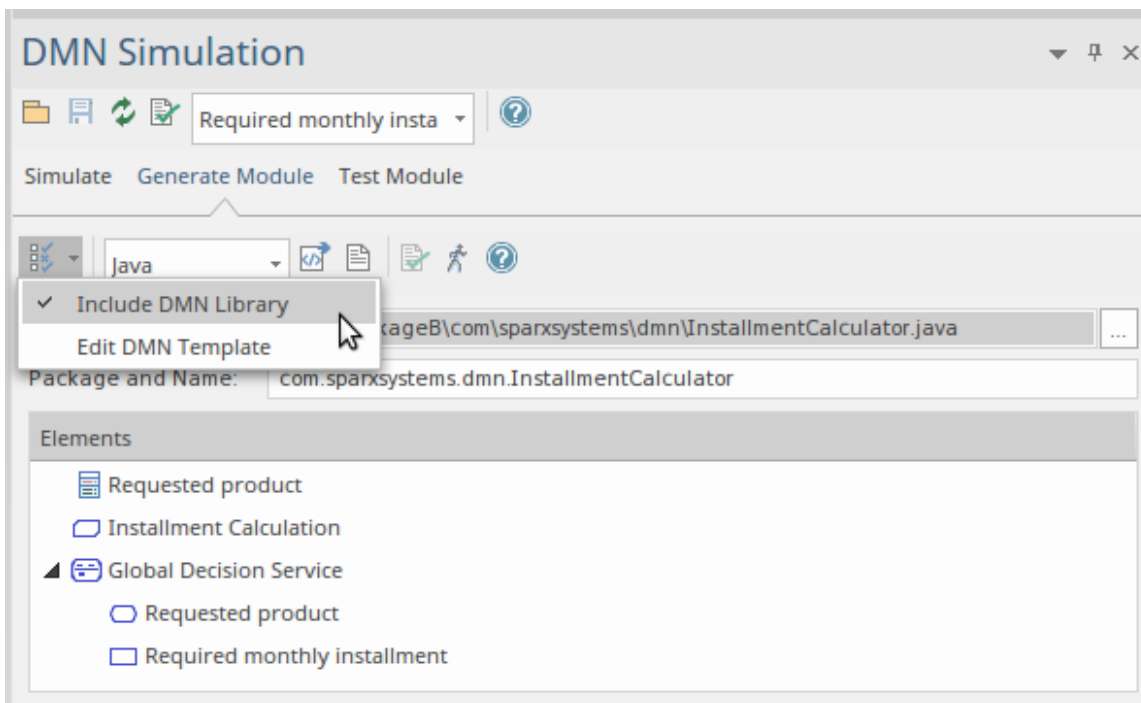 DMN Simulation
Required monthly insta
Simulate Generate Module Test Module
Java
Include DMN Library
kageB\com\sparxsystems\dmn\InstallmentCalculator.java
...
Edit DMN Template
Package and Name: com.sparxsystems.dmn.InstallmentCalculator
Elements
Requested product
Installment Calculation
Global Decision Service
Requested product
Required monthly installment